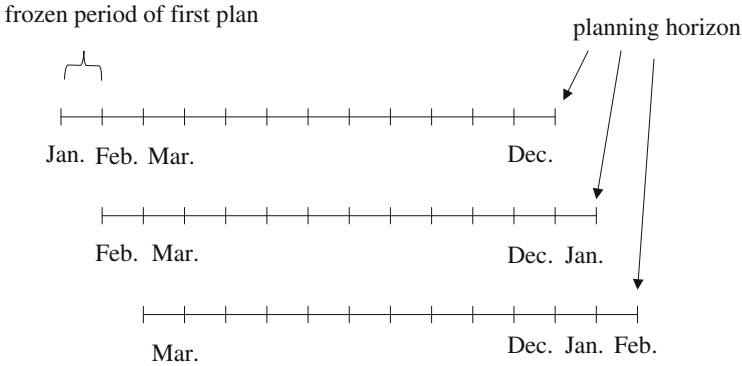 frozen period of first plan
planning horizon
Jan. Feb. Mar. Dec.
Feb. Mar. Dec. Jan.
Mar. Dec. Jan. Feb.